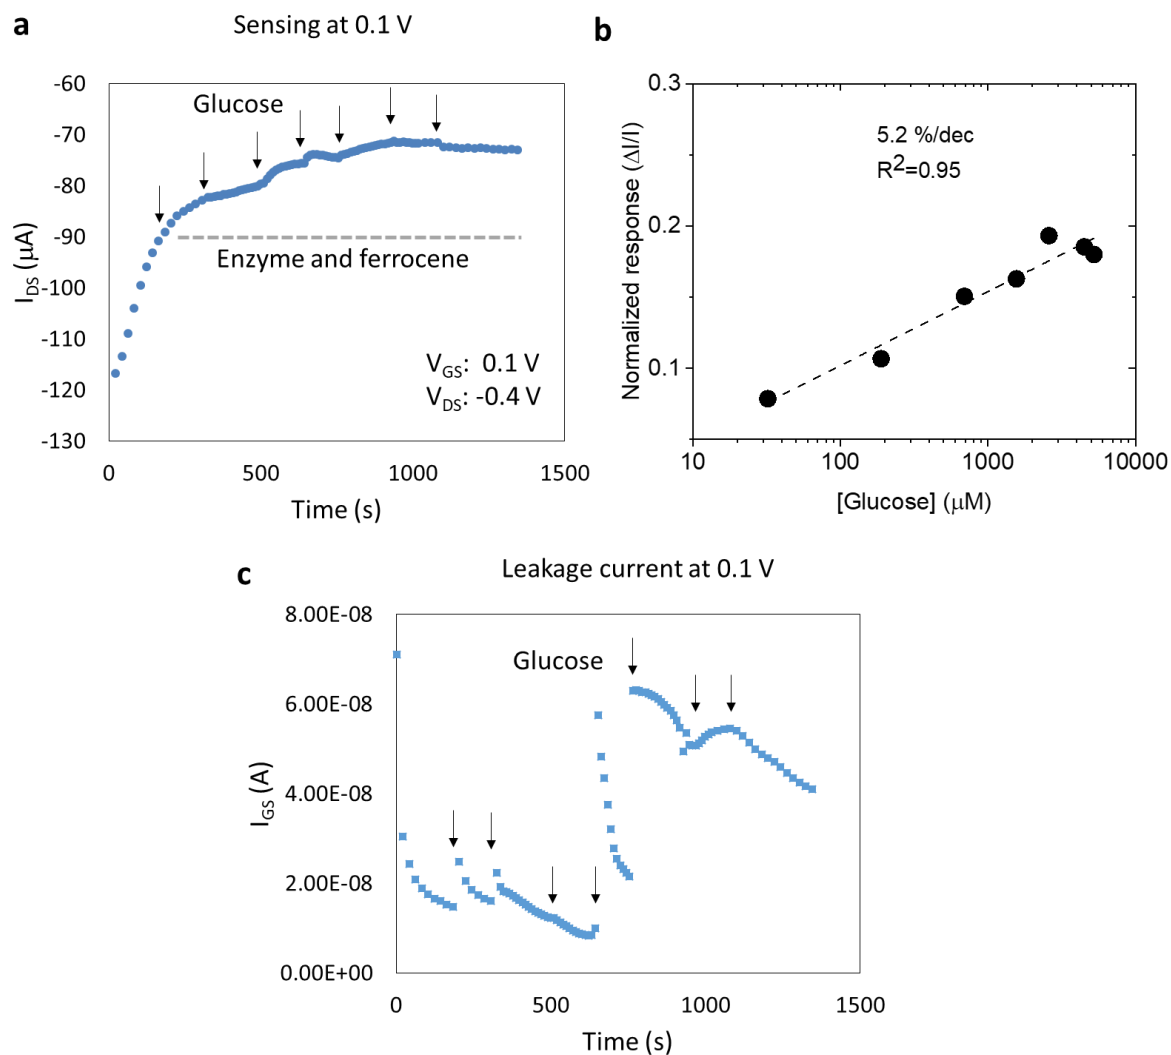 a
Sensing at 0.1 V
-60
-70
-80
-90
-100
-110
-120
-130
I_DS (μA)
Glucose
Enzyme and ferrocene
V_GS: 0.1 V
V_DS: -0.4 V
0
500
1000
1500
Time (s)
b
0.3
0.2
0.1
Normalized response (ΔI/I)
5.2 %/dec
R²=0.95
10
100
1000
10000
[Glucose] (μM)
c
Leakage current at 0.1 V
8.00E-08
6.00E-08
4.00E-08
2.00E-08
0.00E+00
I_GS (A)
Glucose
0
500
1000
1500
Time (s)